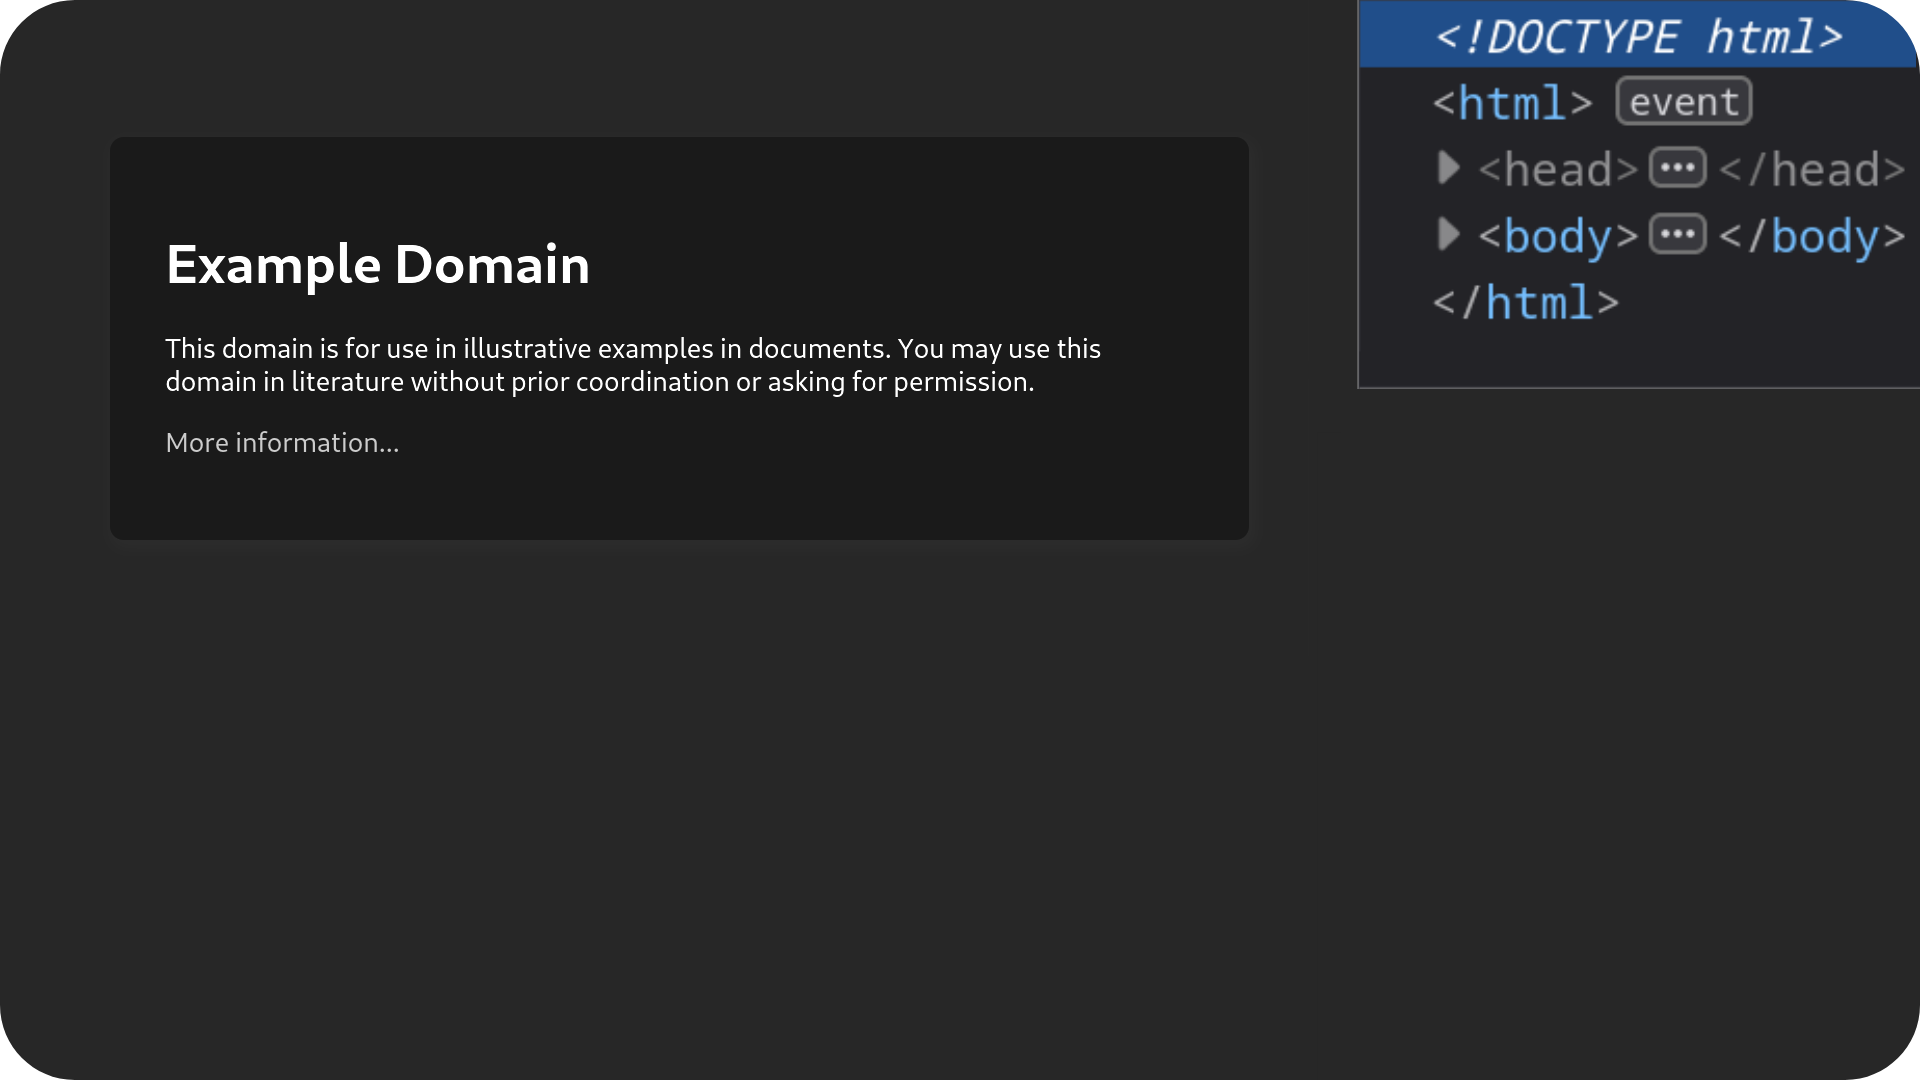 Example Domain
This domain is for use in illustrative examples in documents. You may use this
domain in literature without prior coordination or asking for permission.
More information...
<!DOCTYPE html>
<html> event
<head> ••• </head>
<body> ••• </body>
</html>